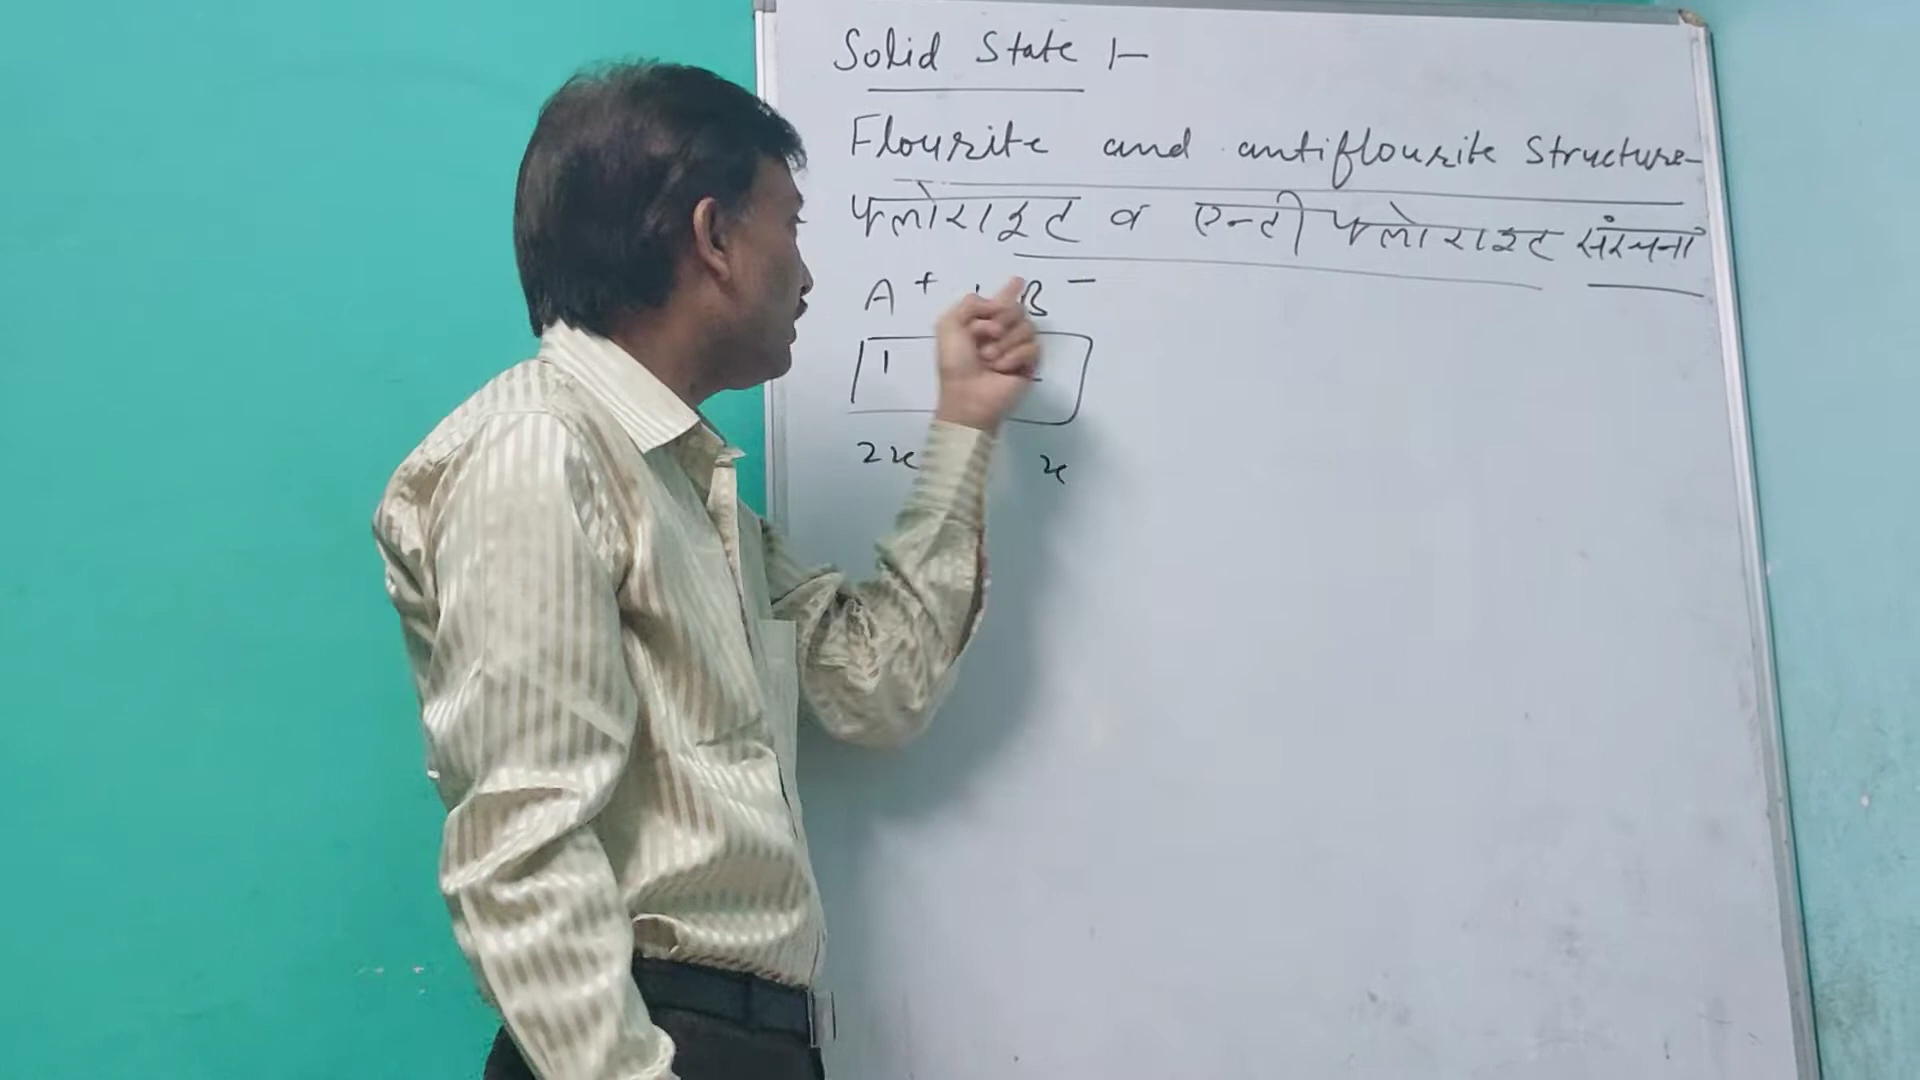 Solid State :-
Flourite and antiflourite Structure-
फ्लोराइट व एन्टी फ्लोराइट संरचनां
A⁺ B⁻
1
2x x